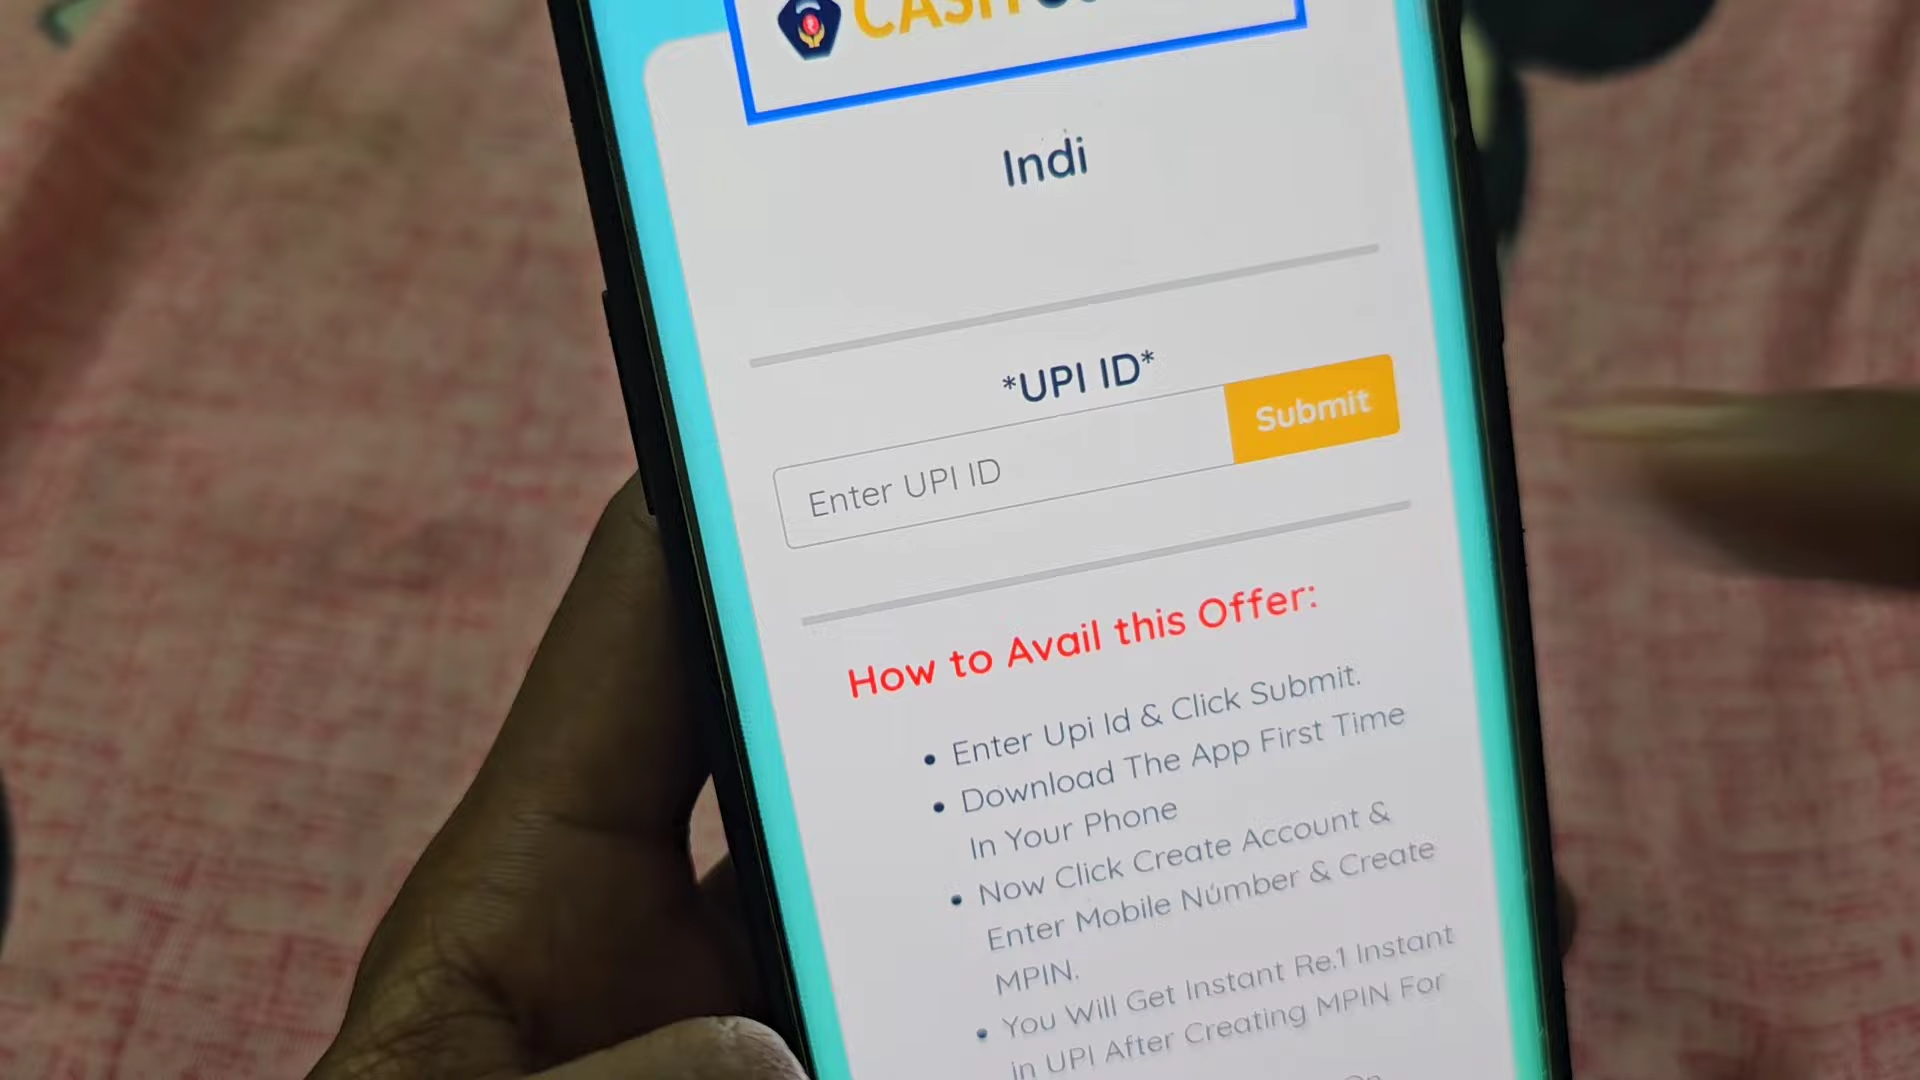 Indi
*UPI ID*
Enter UPI ID
Submit
How to Avail this Offer:
Enter Upi Id & Click Submit.
Download The App First Time
In Your Phone
Now Click Create Account &
Enter Mobile Number & Create
MPIN.
You Will Get Instant Re.1 Instant
in UPI After Creating MPIN For